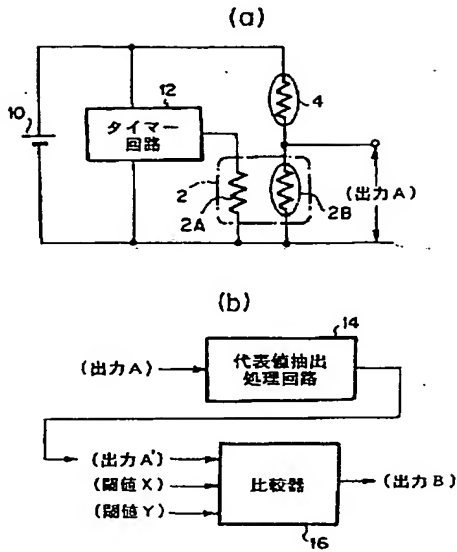 (a)
12
4
10
タイマー
回路
2
(出力A)
2A
2B
(b)
14
(出力A)
代表値抽出
処理回路
(出力A')
(閾値X)
比較器
(出力B)
(閾値Y)
16